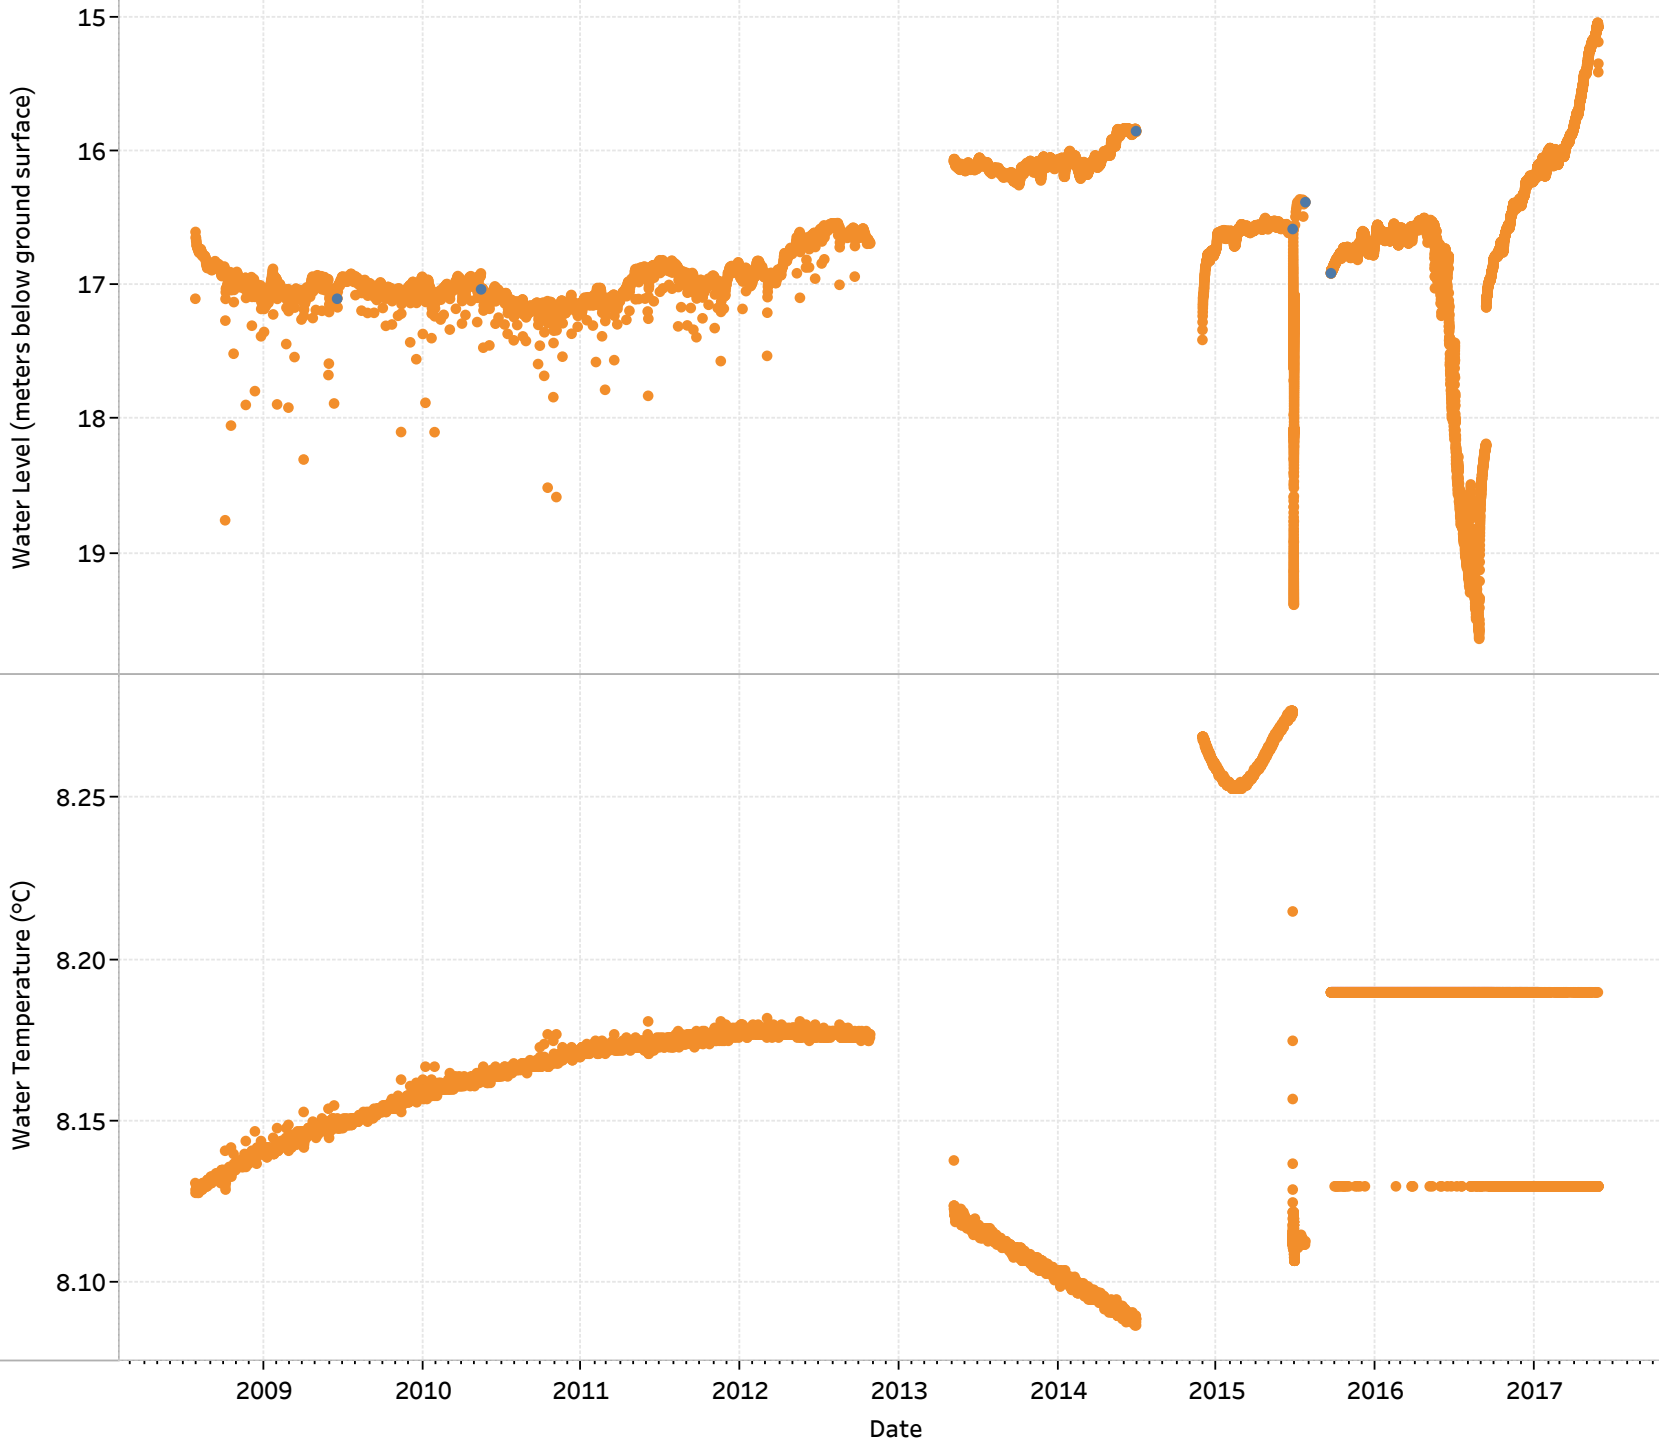 15
16
17
18
19
Water Level (meters below ground surface)
8.25
8.20
8.15
8.10
Water Temperature (°C)
2009 2010 2011 2012 2013 2014 2015 2016 2017
Date